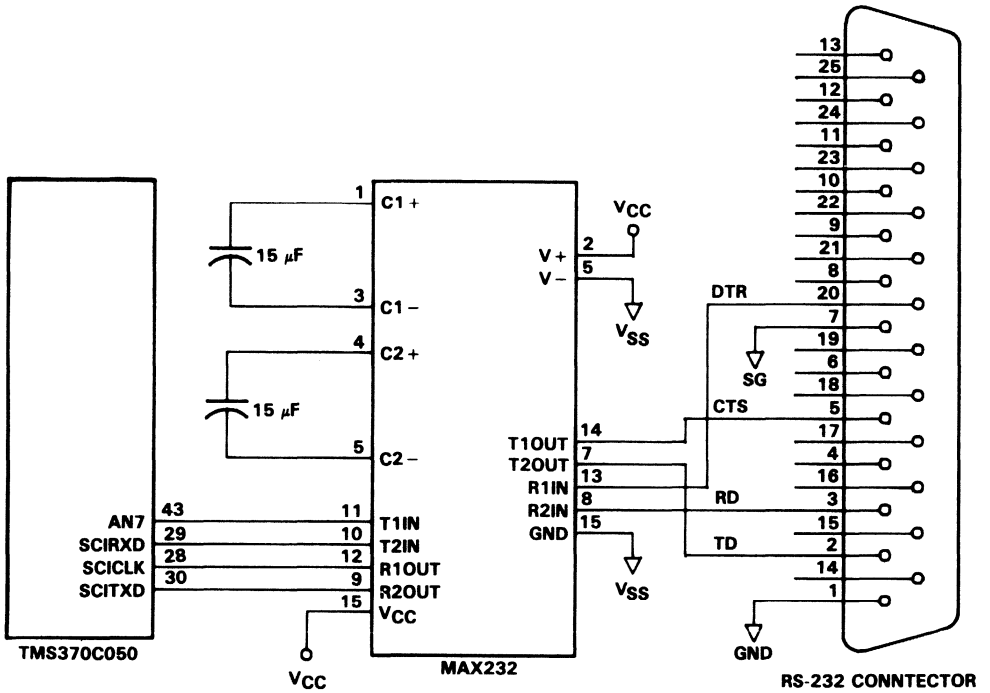 13
25
12
24
11
23
10
22
9
21
8
20
7
19
6
18
5
17
4
16
3
15
2
14
1
DTR
SG
CTS
RD
TD
GND
RS-232 CONNTECTOR
1 C1+
15 μF
3 C1-
4 C2+
15 μF
5 C2-
VCC
V+ 2
V- 5
VSS
T1OUT 14
T2OUT 7
R1IN 13
R2IN 8
GND 15
VSS
AN7 43 11 T1IN
SCIRXD 29 10 T2IN
SCICLK 28 12 R1OUT
SCITXD 30 9 R2OUT
15 VCC
VCC
TMS370C050
MAX232